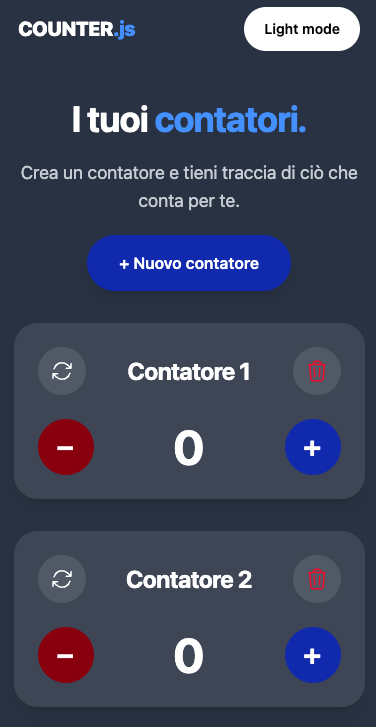 COUNTER.js
Light mode
I tuoi contatori.
Crea un contatore e tieni traccia di ciò che
conta per te.
+ Nuovo contatore
Contatore 1
− 0 +
Contatore 2
− 0 +